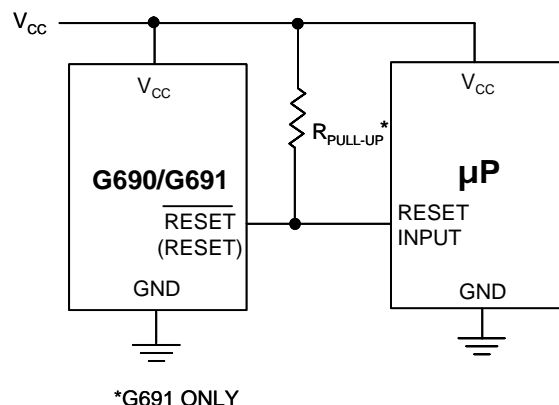 VCC
VCC
G690/G691
RESET
(RESET)
GND
RPULL-UP*
VCC
µP
RESET
INPUT
GND
*G691 ONLY